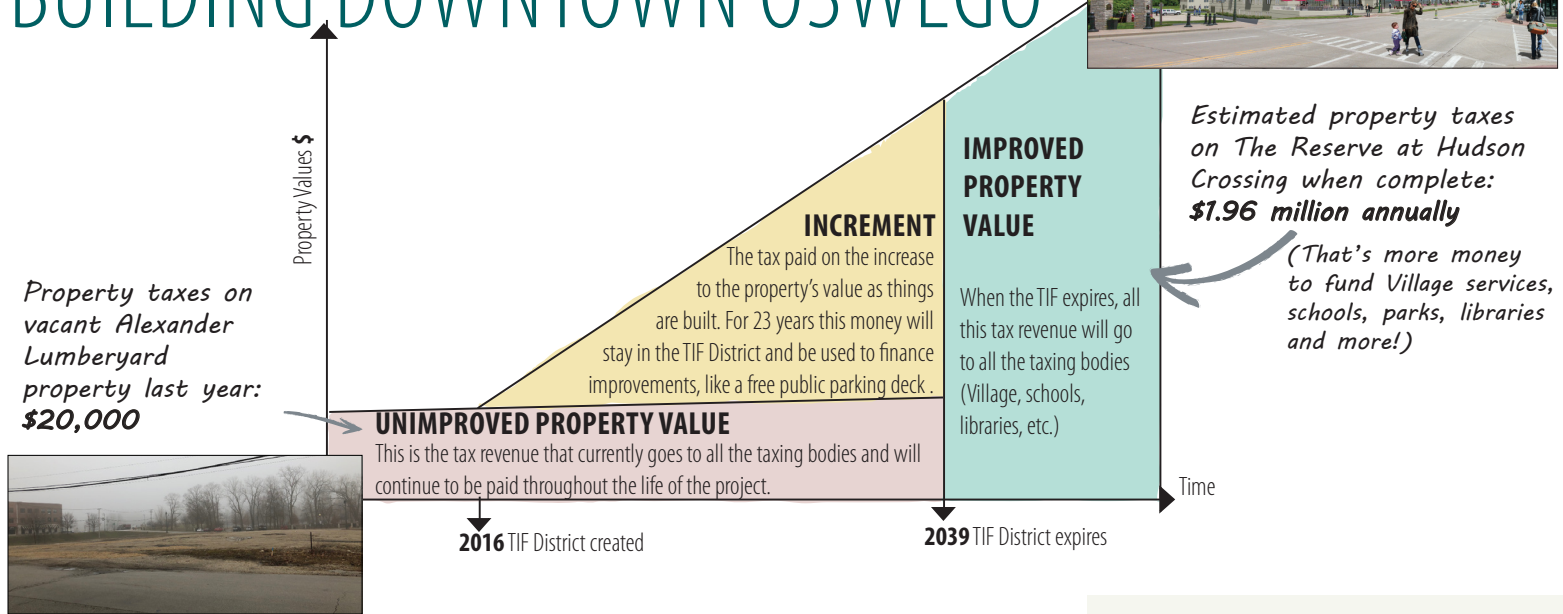 BUILDING DOWNTOWN OSWEGO
Property Values $
Property taxes on
vacant Alexander
Lumberyard
property last year:
$20,000
INCREMENT
The tax paid on the increase
to the property's value as things
are built. For 23 years this money will
stay in the TIF District and be used to finance
improvements, like a free public parking deck .
UNIMPROVED PROPERTY VALUE
This is the tax revenue that currently goes to all the taxing bodies and will
continue to be paid throughout the life of the project.
IMPROVED
PROPERTY
VALUE
When the TIF expires, all
this tax revenue will go
to all the taxing bodies
(Village, schools,
libraries, etc.)
Estimated property taxes
on The Reserve at Hudson
Crossing when complete:
$1.96 million annually
(That's more money
to fund Village services,
schools, parks, libraries
and more!)
Time
2016 TIF District created
2039 TIF District expires